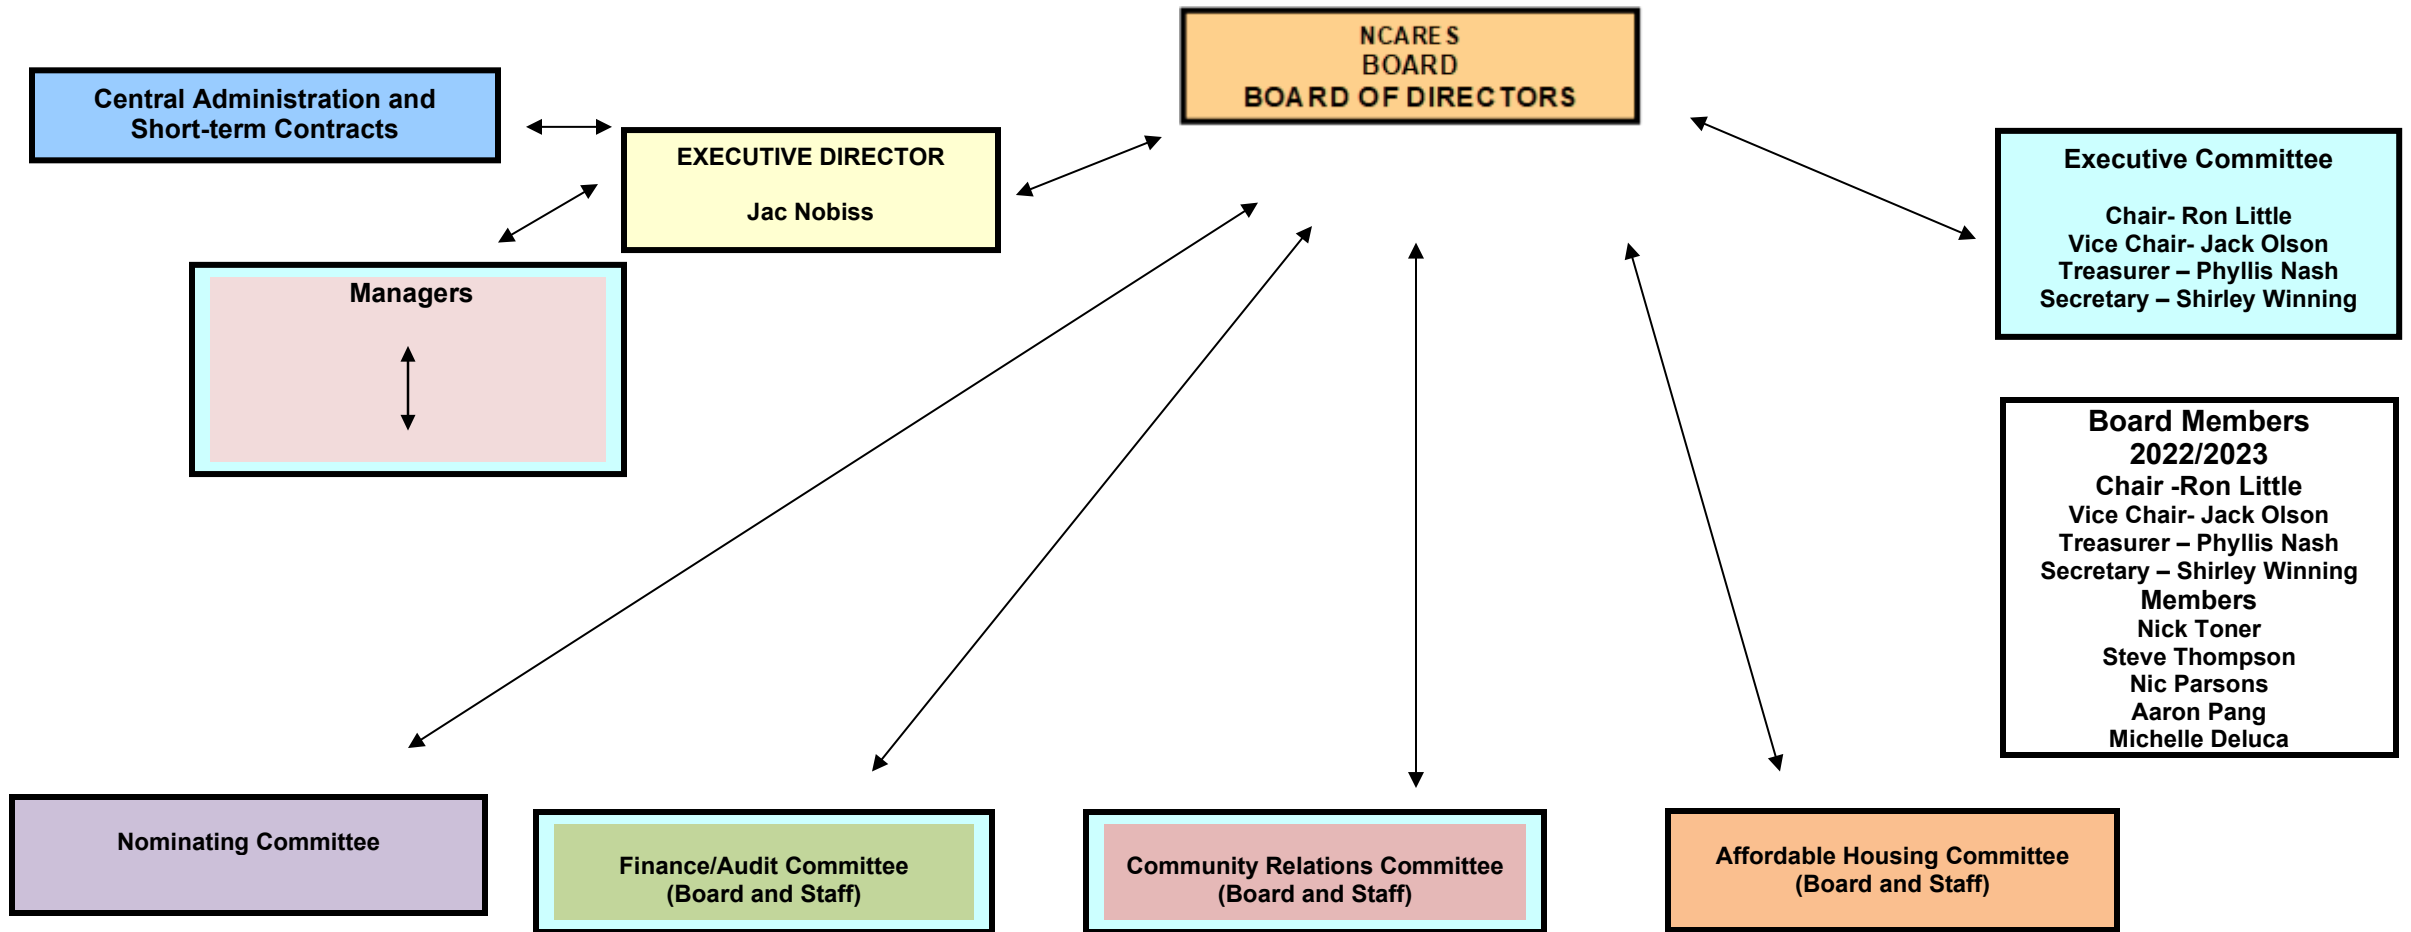 NCARES
BOARD
BOARD OF DIRECTORS
Central Administration and
Short-term Contracts
EXECUTIVE DIRECTOR
Jac Nobiss
Managers
Executive Committee
Chair- Ron Little
Vice Chair- Jack Olson
Treasurer – Phyllis Nash
Secretary – Shirley Winning
Board Members
2022/2023
Chair -Ron Little
Vice Chair- Jack Olson
Treasurer – Phyllis Nash
Secretary – Shirley Winning
Members
Nick Toner
Steve Thompson
Nic Parsons
Aaron Pang
Michelle Deluca
Nominating Committee
Finance/Audit Committee
(Board and Staff)
Community Relations Committee
(Board and Staff)
Affordable Housing Committee
(Board and Staff)